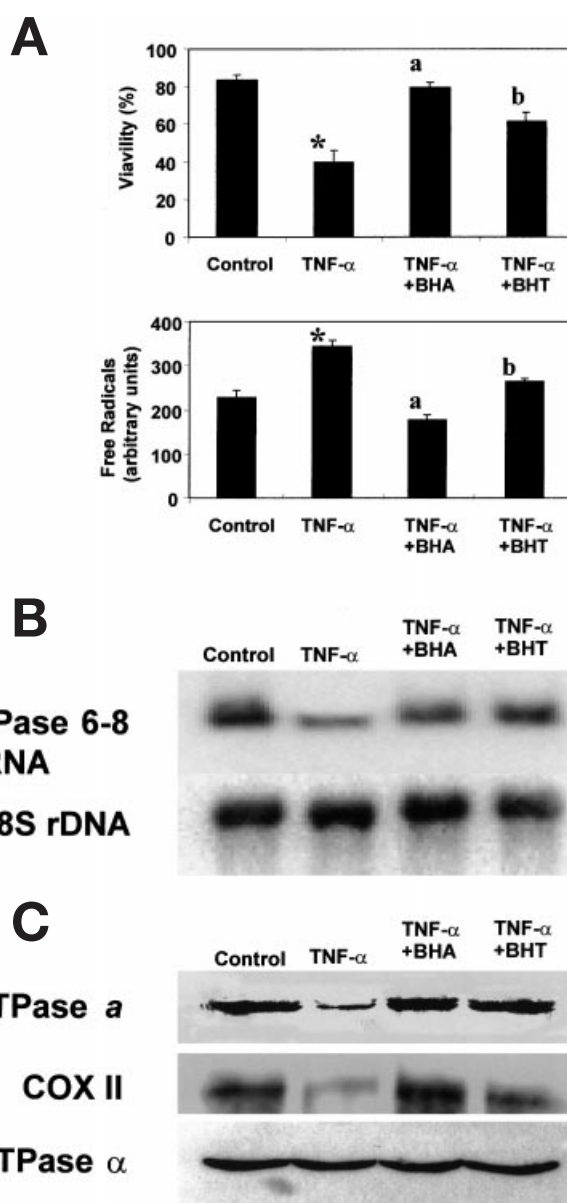 A
100
80
60
40
20
0
Viavility (%)
*
a
b
Control TNF-α TNF-α +BHA TNF-α +BHT
400
300
200
100
0
Free Radicals
(arbitrary units)
*
a
b
Control TNF-α TNF-α +BHA TNF-α +BHT
B
Control TNF-α TNF-α +BHA TNF-α +BHT
Pase 6-8
RNA
8S rDNA
C
Control TNF-α TNF-α +BHA TNF-α +BHT
TPase a
COX II
TPase α